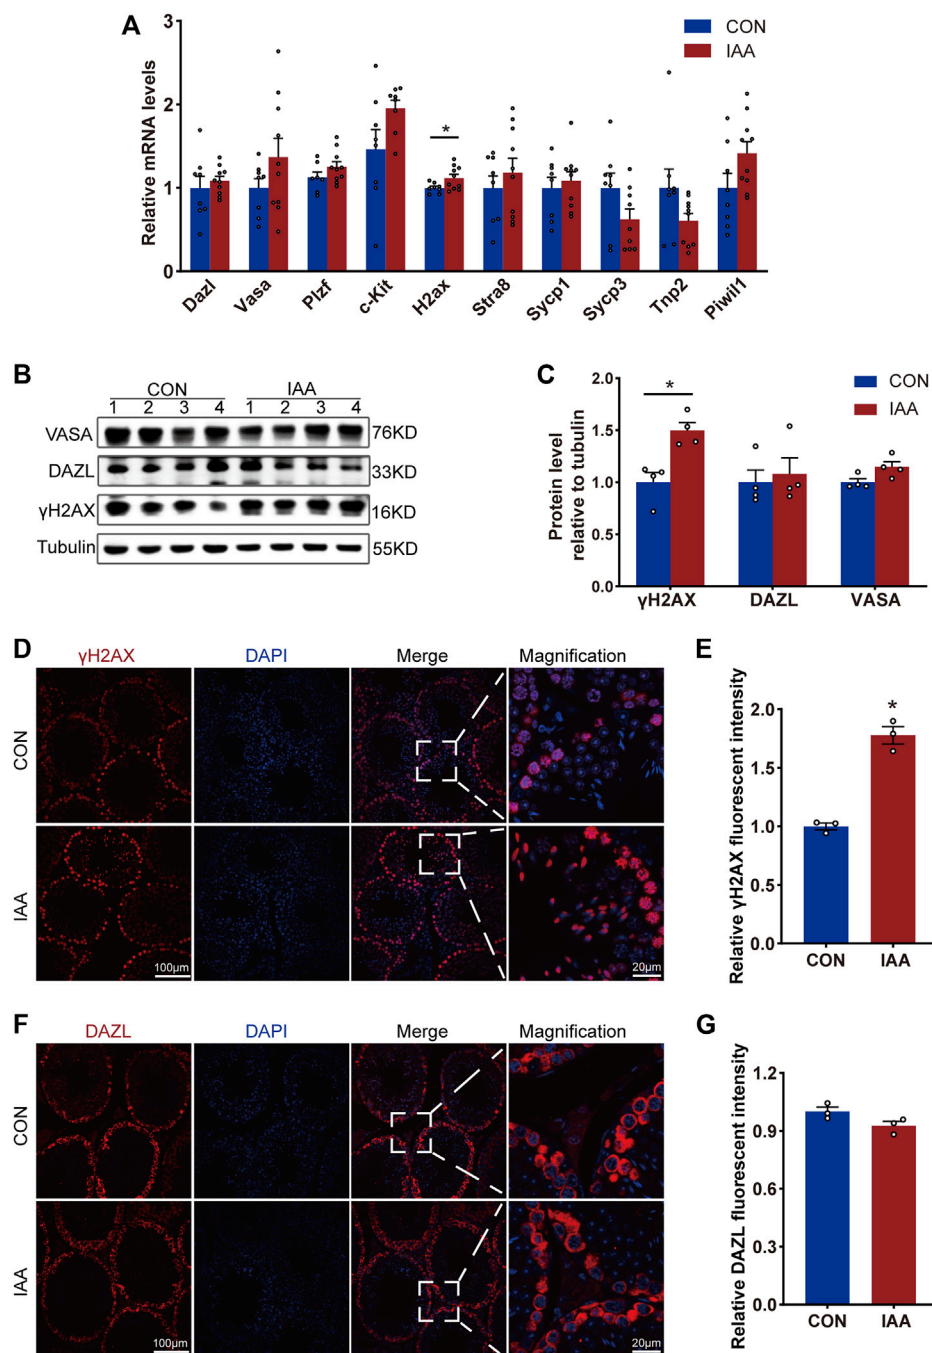 A
3
2
1
0
Relative mRNA levels
CON
IAA
*
Dazl
Vasa
Plzf
c-Kit
H2ax
Stra8
Sycp1
Sycp3
Tnp2
Piwil1
B
CON IAA
1 2 3 4 1 2 3 4
VASA 76KD
DAZL 33KD
γH2AX 16KD
Tubulin 55KD
C
2.0
1.5
1.0
0.5
0.0
Protein level
relative to tubulin
*
CON
IAA
γH2AX DAZL VASA
D
γH2AX DAPI Merge Magnification
CON
IAA
100μm 20μm
E
Relative γH2AX fluorescent intensity
2.0
1.5
1.0
0.5
0.0
*
CON IAA
F
DAZL DAPI Merge Magnification
CON
IAA
100μm 20μm
G
Relative DAZL fluorescent intensity
1.2
0.9
0.6
0.3
0.0
CON IAA